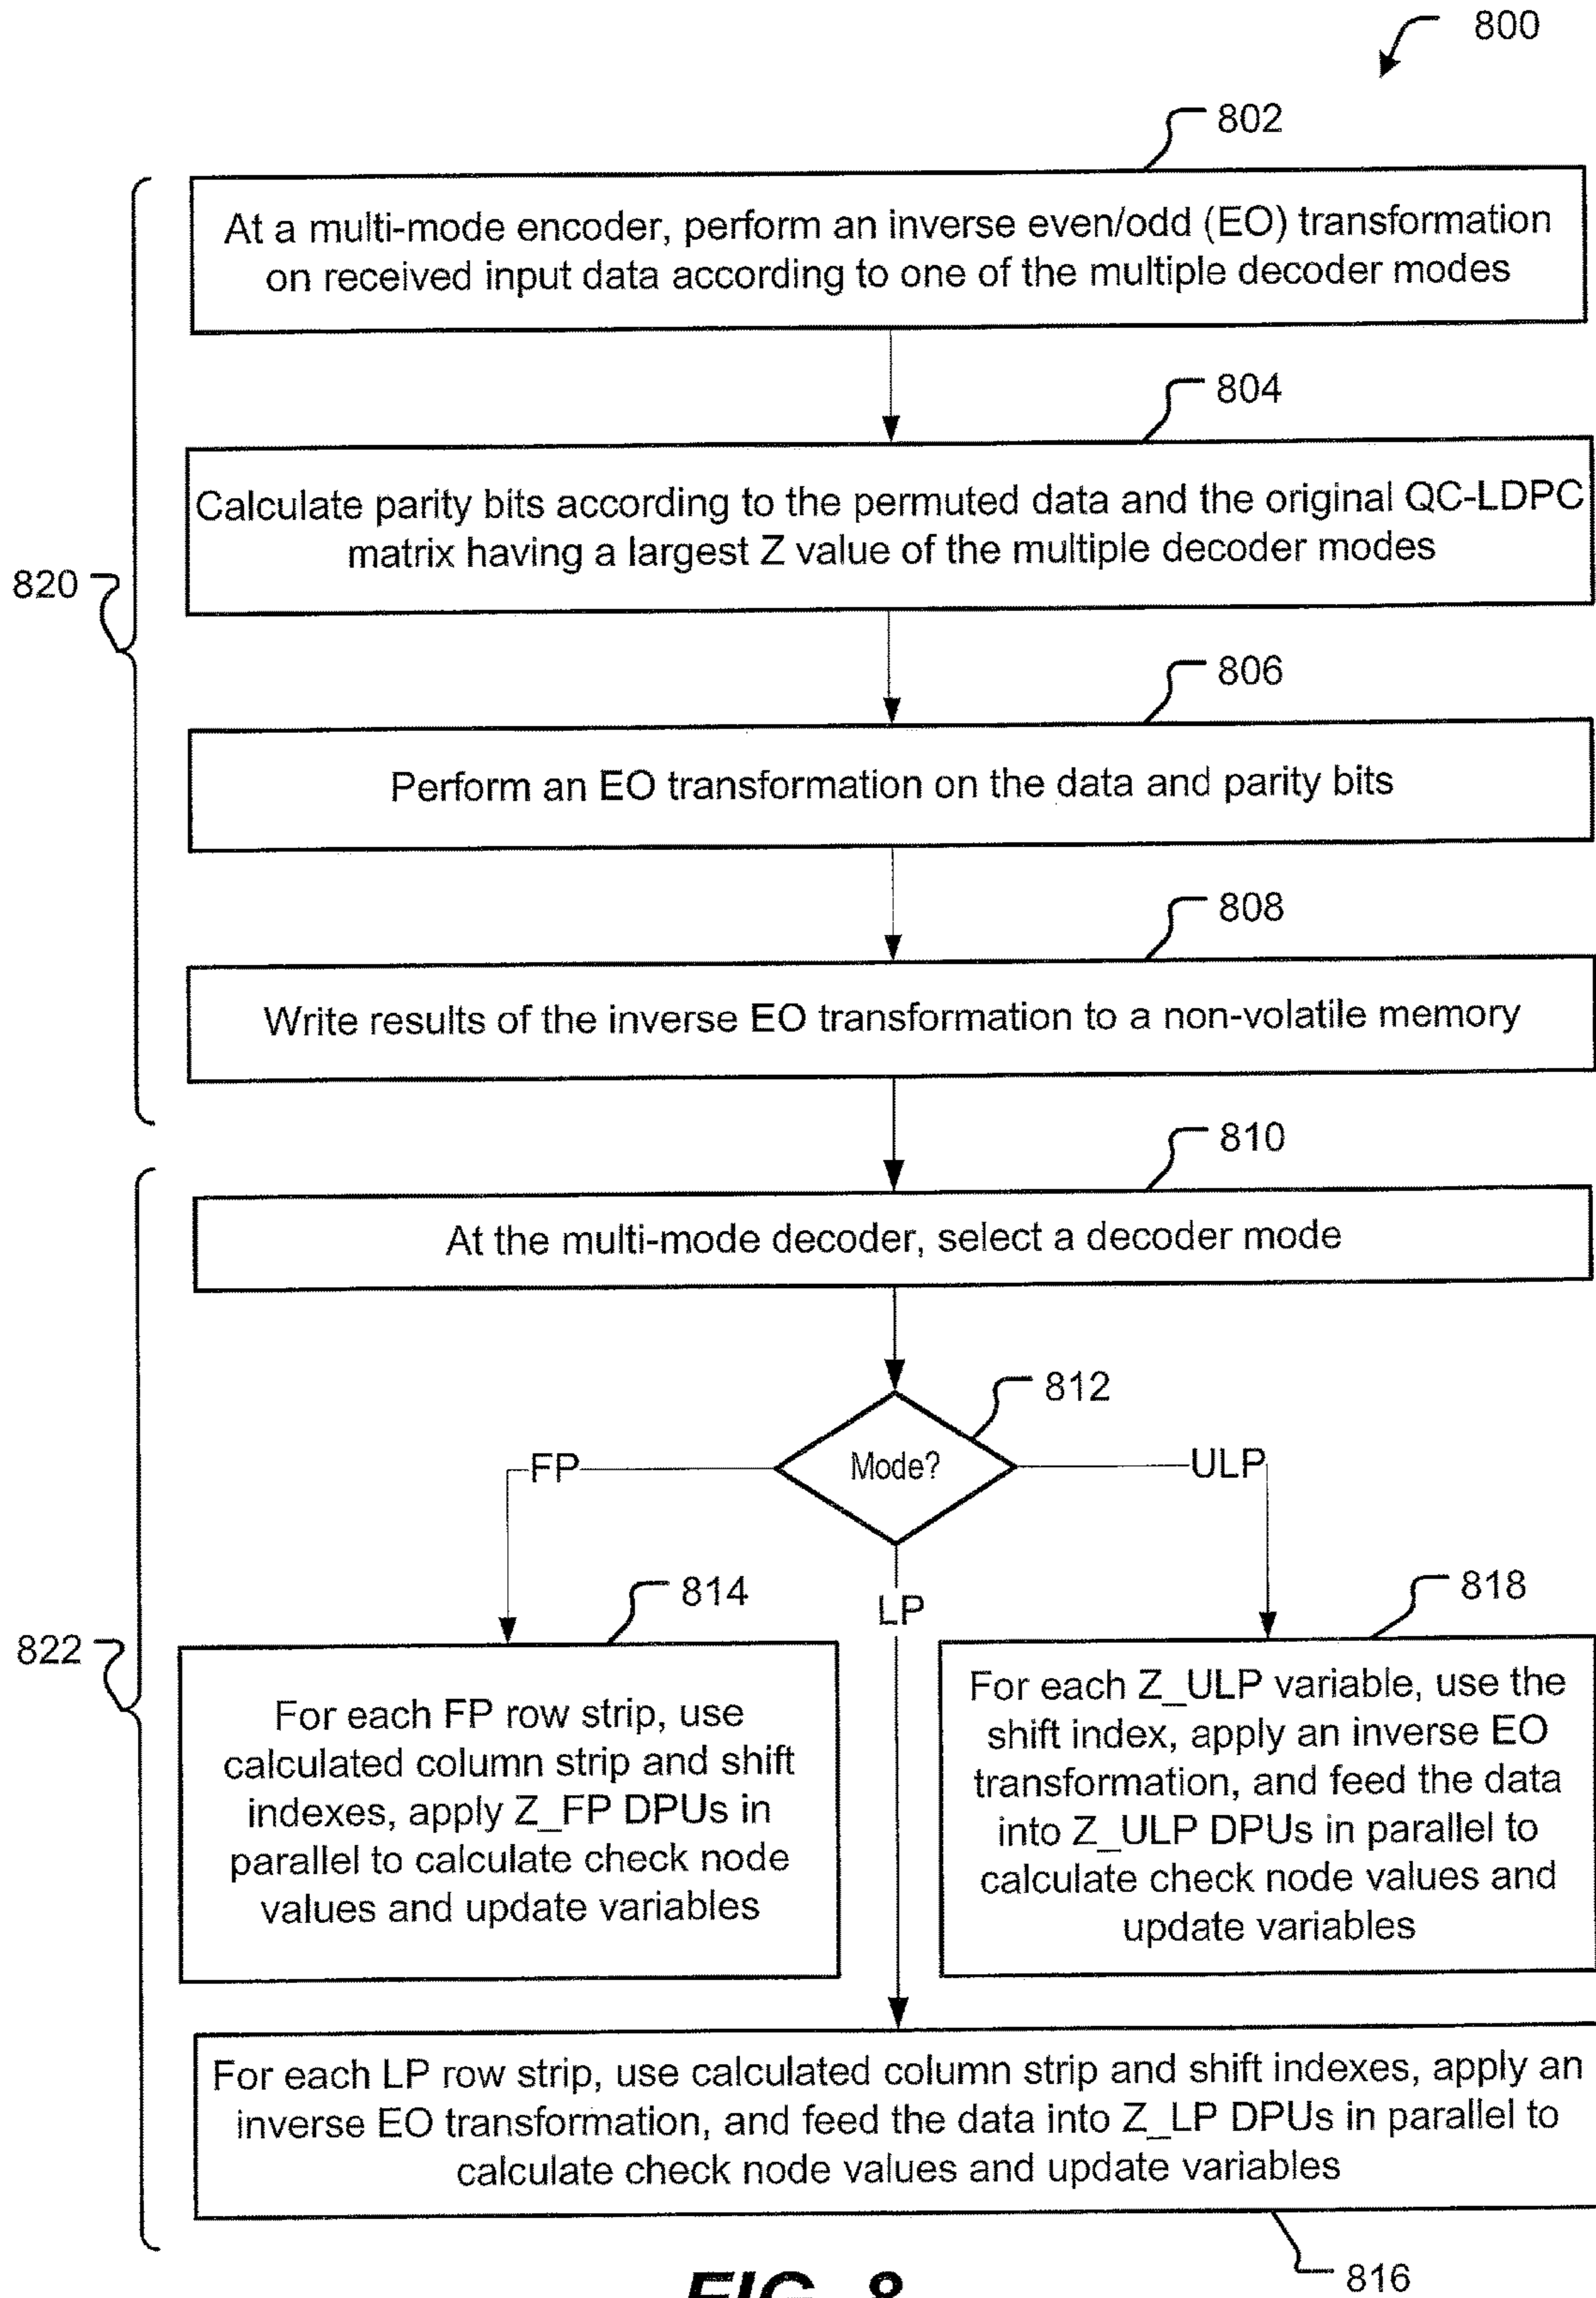 800
802
At a multi-mode encoder, perform an inverse even/odd (EO) transformation
on received input data according to one of the multiple decoder modes
804
Calculate parity bits according to the permuted data and the original QC-LDPC
matrix having a largest Z value of the multiple decoder modes
820
806
Perform an EO transformation on the data and parity bits
808
Write results of the inverse EO transformation to a non-volatile memory
810
At the multi-mode decoder, select a decoder mode
812
Mode?
FP
ULP
LP
814
818
822
For each FP row strip, use
calculated column strip and shift
indexes, apply Z_FP DPUs in
parallel to calculate check node
values and update variables
For each Z_ULP variable, use the
shift index, apply an inverse EO
transformation, and feed the data
into Z_ULP DPUs in parallel to
calculate check node values and
update variables
For each LP row strip, use calculated column strip and shift indexes, apply an
inverse EO transformation, and feed the data into Z_LP DPUs in parallel to
calculate check node values and update variables
816
FIG. 8